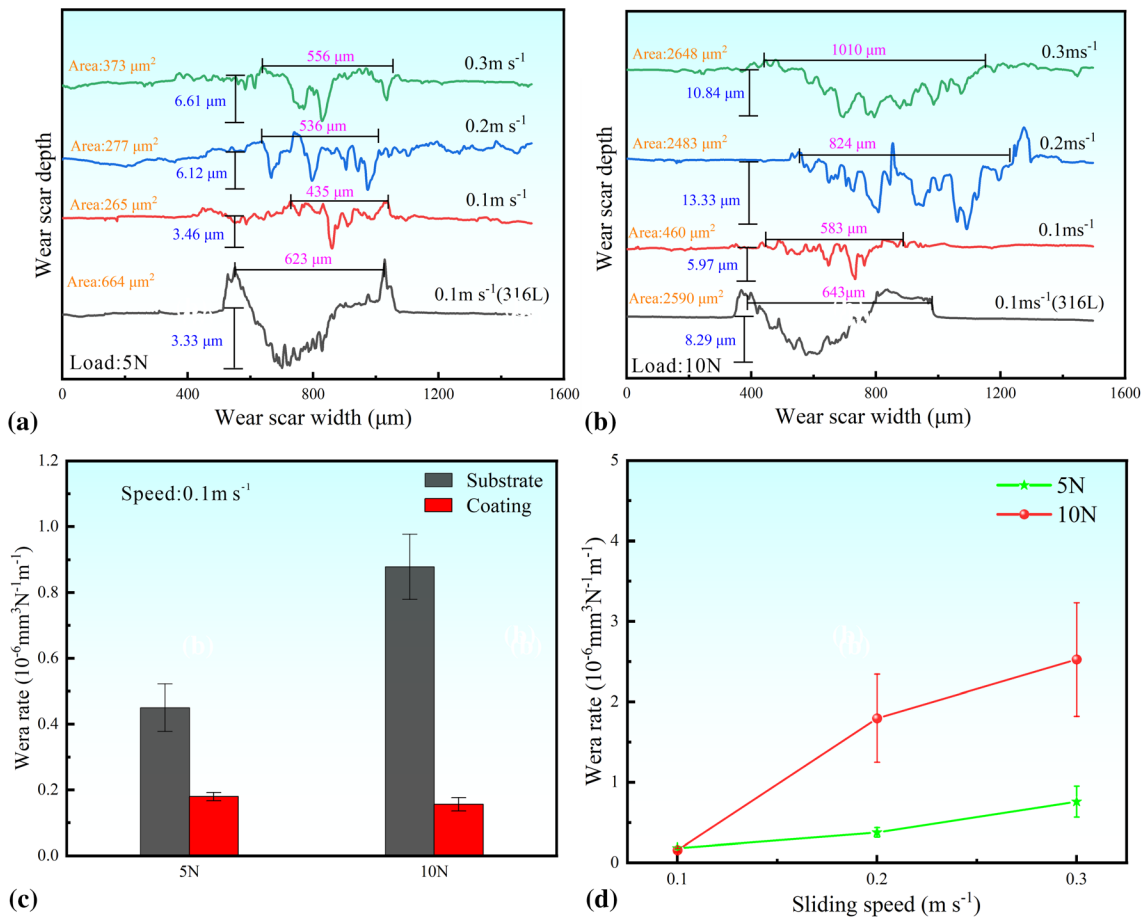 Area:373 μm²
556 μm
0.3m s⁻¹
6.61 μm
Area:277 μm²
536 μm
0.2m s⁻¹
6.12 μm
Area:265 μm²
435 μm
0.1m s⁻¹
3.46 μm
Area:664 μm²
623 μm
0.1m s⁻¹(316L)
3.33 μm
Load:5N
Wear scar depth
0 400 800 1200 1600
Wear scar width (μm)
(a)
Area:2648 μm²
1010 μm
0.3ms⁻¹
10.84 μm
Area:2483 μm²
824 μm
0.2ms⁻¹
13.33 μm
Area:460 μm²
583 μm
0.1ms⁻¹
5.97 μm
Area:2590 μm²
643μm
0.1ms⁻¹(316L)
8.29 μm
Load:10N
Wear scar depth
0 400 800 1200 1600
Wear scar width (μm)
(b)
Speed:0.1m s⁻¹
Substrate
Coating
1.2
1.0
0.8
0.6
0.4
0.2
0.0
Wera rate (10⁻⁶mm³N⁻¹m⁻¹)
5N 10N
(c)
5N
10N
5
4
3
2
1
0
Wera rate (10⁻⁶mm³N⁻¹m⁻¹)
0.1 0.2 0.3
Sliding speed (m s⁻¹)
(d)